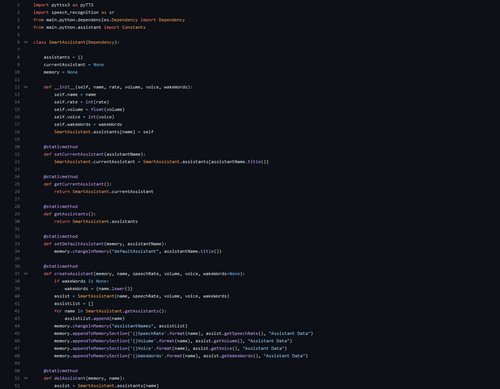 1 import pyttsx3 as pyTTS
2 import speech_recognition as sr
3 from main.python.dependencies.Dependency import Dependency
4 from main.python.assistant import Constants
5
6 class SmartAssistant(Dependency):
7
8 assistants = {}
9 currentAssistant = None
10 memory = None
11
12 def __init__(self, name, rate, volume, voice, wakeWords):
13 self.name = name
14 self.rate = int(rate)
15 self.volume = float(volume)
16 self.voice = int(voice)
17 self.wakeWords = wakeWords
18 SmartAssistant.assistants[name] = self
19
20 @staticmethod
21 def setCurrentAssistant(assistantName):
22 SmartAssistant.currentAssistant = SmartAssistant.assistants[assistantName.title()]
23
24 @staticmethod
25 def getCurrentAssistant():
26 return SmartAssistant.currentAssistant
27
28 @staticmethod
29 def getAssistants():
30 return SmartAssistant.assistants
31
32 @staticmethod
33 def setDefaultAssistant(memory, assistantName):
34 memory.changeInMemory("defaultAssistant", assistantName.title())
35
36 @staticmethod
37 def createAssistant(memory, name, speechRate, volume, voice, wakeWords=None):
38 if wakeWords is None:
39 wakeWords = {name.lower()}
40 assist = SmartAssistant(name, speechRate, volume, voice, wakeWords)
41 assistList = []
42 for name in SmartAssistant.getAssistants():
43 assistList.append(name)
44 memory.changeInMemory("assistantNames", assistList)
45 memory.appendToMemorySection('{}SpeechRate'.format(name), assist.getSpeechRate(), "Assistant Data")
46 memory.appendToMemorySection('{}Volume'.format(name), assist.getVolume(), "Assistant Data")
47 memory.appendToMemorySection('{}Voice'.format(name), assist.getVoice(), "Assistant Data")
48 memory.appendToMemorySection('{}WakeWords'.format(name), assist.getWakeWords(), "Assistant Data")
49
50 @staticmethod
51 def delAssistant(memory, name):
52 assist = SmartAssistant.assistants[name]